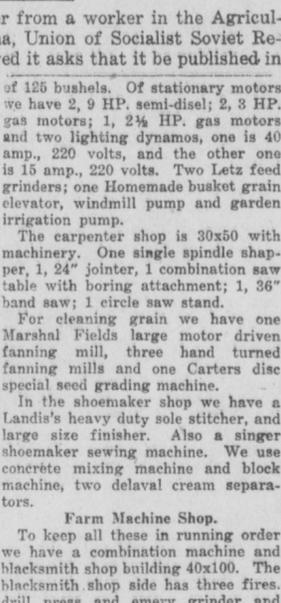 r from a worker in the Agricul-
a, Union of Socialist Soviet Re-
ed it asks that it be published in
of 125 bushels. Of stationary motors
we have 2, 9 HP. semi-disel; 2, 3 HP.
gas motors; 1, 2½ HP. gas motors
and two lighting dynamos, one is 40
amp., 220 volts, and the other one
is 15 amp., 220 volts. Two Letz feed
grinders; one Homemade busket grain
elevator, windmill pump and garden
irrigation pump.
The carpenter shop is 30x50 with
machinery. One single spindle shap-
per, 1, 24" jointer, 1 combination saw
table with boring attachment; 1, 36"
band saw; 1 circle saw stand.
For cleaning grain we have one
Marshal Fields large motor driven
fanning mill, three hand turned
fanning mills and one Carters disc
special seed grading machine.
In the shoemaker shop we have a
Landis's heavy duty sole stitcher, and
large size finisher. Also a singer
shoemaker sewing machine. We use
concrete mixing machine and block
machine, two delaval cream separa-
tors.
Farm Machine Shop.
To keep all these in running order
we have a combination machine and
blacksmith shop building 40x100. The
blacksmith shop side has three fires.
drill press and emery grinder and